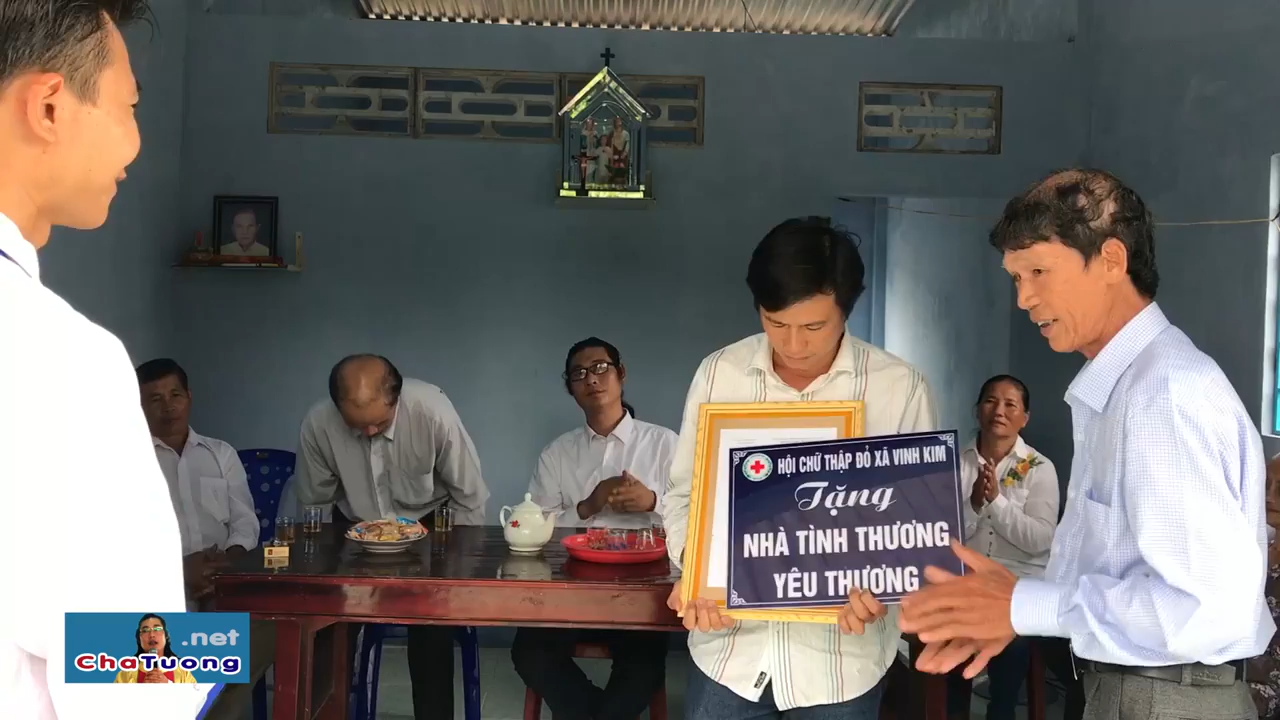 HỘI CHỮ THẬP ĐỎ XÃ VINH KIM
Tặng
NHÀ TÌNH THƯƠNG
YÊU THƯƠNG
.net
ChaTuong